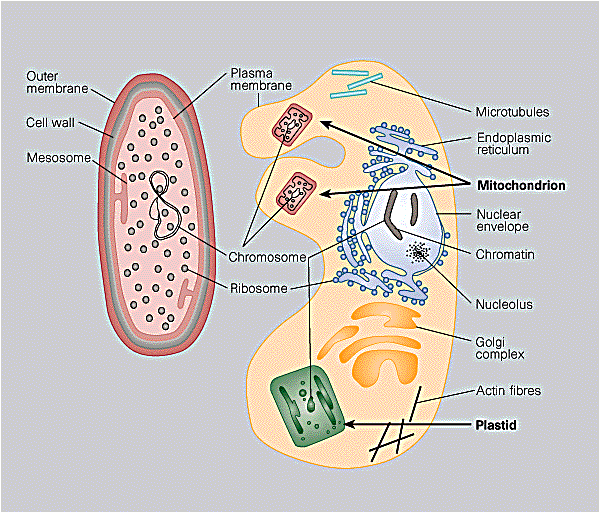 Outer
membrane
Cell wall
Mesosome
Plasma
membrane
Chromosome
Ribosome
Microtubules
Endoplasmic
reticulum
Mitochondrion
Nuclear
envelope
Chromatin
Nucleolus
Golgi
complex
Actin fibres
Plastid